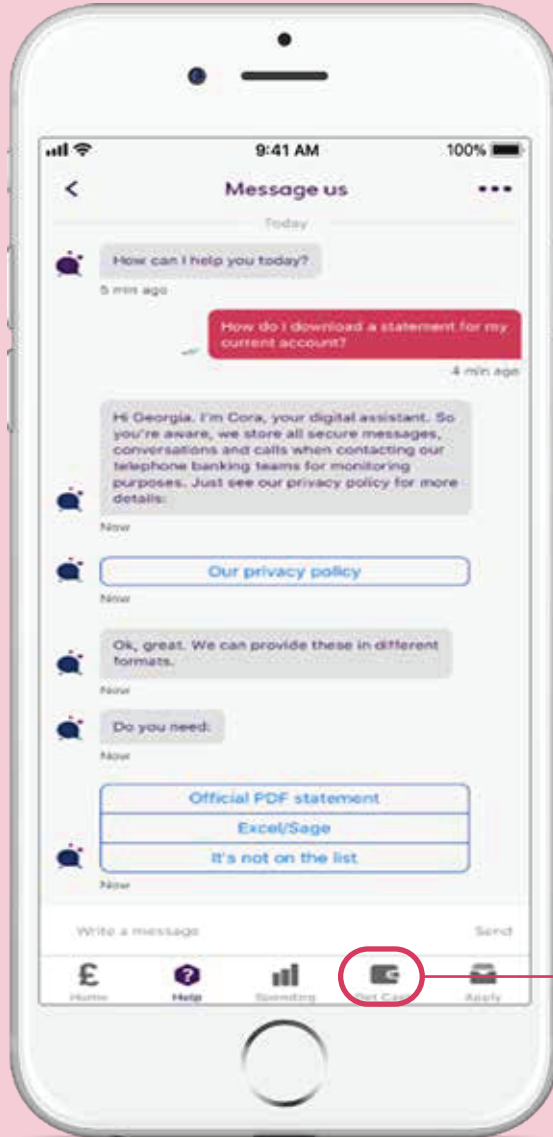 9:41 AM
100%
Message us
Today
How can I help you today?
5 min ago
How do I download a statement for my
current account?
4 min ago
Hi Georgia. I'm Cora, your digital assistant. So
you're aware, we store all secure messages,
conversations and calls when contacting our
telephone banking teams for monitoring
purposes. Just see our privacy policy for more
details:
Now
Our privacy policy
Now
Ok, great. We can provide these in different
formats.
Now
Do you need:
Now
Official PDF statement
Excel/Sage
It's not on the list
Now
Write a message
Send
£
?
Home
Help
Spending
Get Cash
Apply